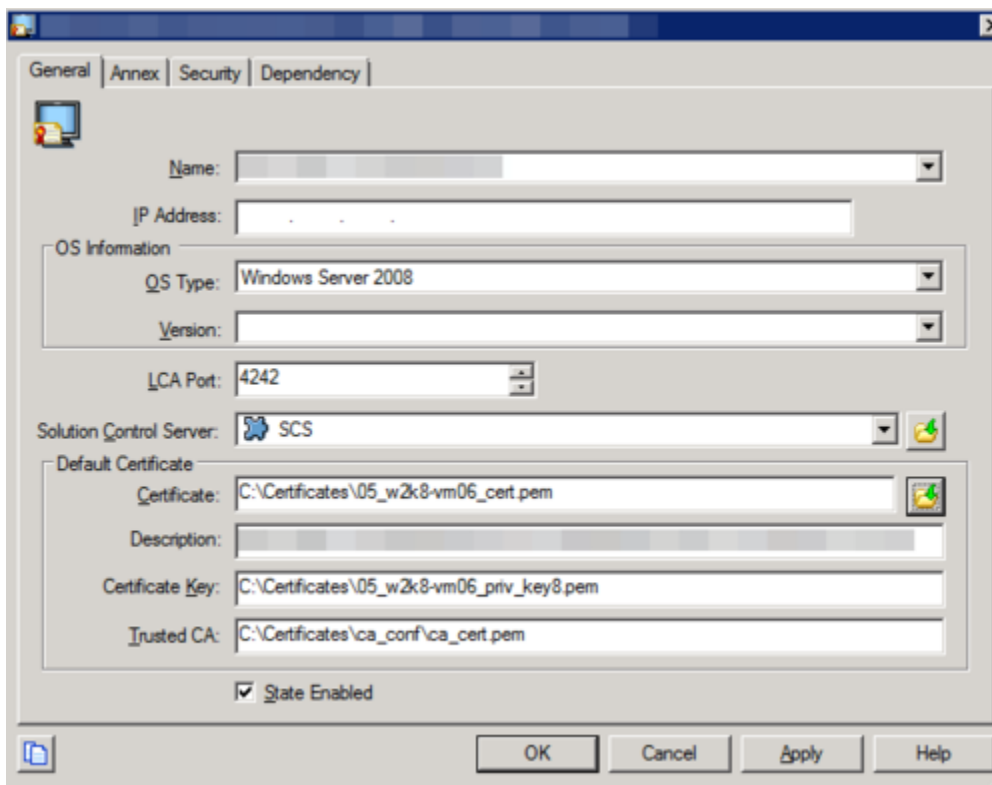 General Annex Security Dependency
Name:
IP Address: . . .
OS Information
OS Type: Windows Server 2008
Version:
LCA Port: 4242
Solution Control Server: SCS
Default Certificate
Certificate: C:\Certificates\05_w2k8-vm06_cert.pem
Description:
Certificate Key: C:\Certificates\05_w2k8-vm06_priv_key8.pem
Trusted CA: C:\Certificates\ca_conf\ca_cert.pem
State Enabled
OK Cancel Apply Help